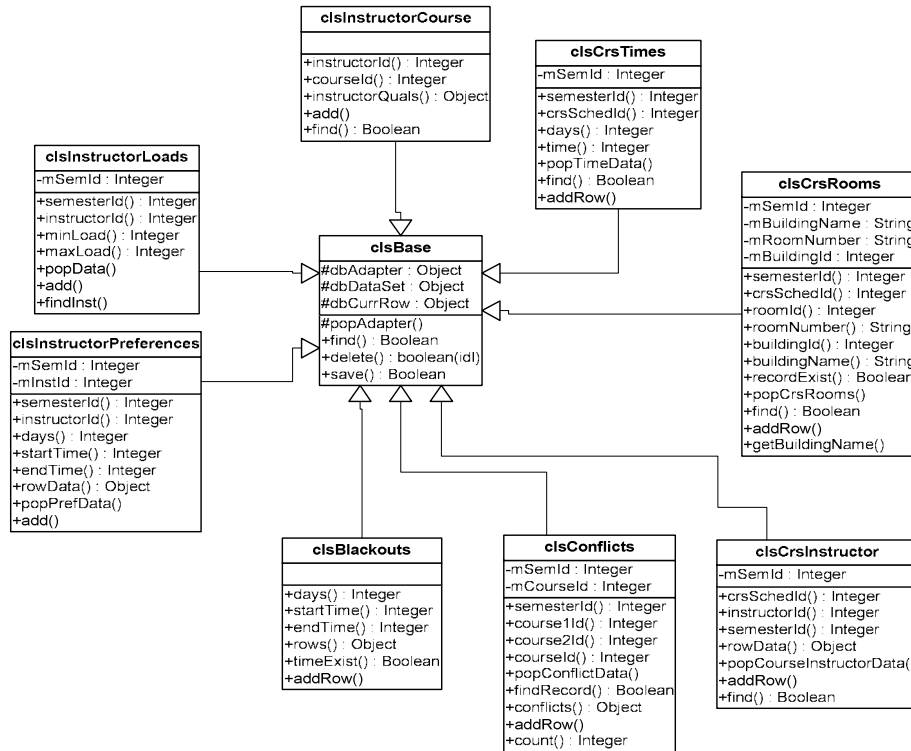 clsInstructorCourse
+instructorId() : Integer
+courseId() : Integer
+instructorQuals() : Object
+add()
+find() : Boolean
clsCrsTimes
-mSemId : Integer
+semesterId() : Integer
+crsSchedId() : Integer
+days() : Integer
+time() : Integer
+popTimeData()
+find() : Boolean
+addRow()
clsInstructorLoads
-mSemId : Integer
+semesterId() : Integer
+instructorId() : Integer
+minLoad() : Integer
+maxLoad() : Integer
+popData()
+add()
+findInst()
clsCrsRooms
-mSemId : Integer
-mBuildingName : String
-mRoomNumber : String
-mBuildingId : Integer
+semesterId() : Integer
+crsSchedId() : Integer
+roomId() : Integer
+roomNumber() : String
+buildingId() : Integer
+buildingName() : String
+recordExist() : Boolean
+popCrsRooms()
+find() : Boolean
+addRow()
+getBuildingName()
clsBase
#dbAdapter : Object
#dbDataSet : Object
#dbCurrRow : Object
#popAdapter()
+find() : Boolean
+delete() : boolean(idl)
+save() : Boolean
clsInstructorPreferences
-mSemId : Integer
-mInstId : Integer
+semesterId() : Integer
+instructorId() : Integer
+days() : Integer
+startTime() : Integer
+endTime() : Integer
+rowData() : Object
+popPrefData()
+add()
clsBlackouts
+days() : Integer
+startTime() : Integer
+endTime() : Integer
+rows() : Object
+timeExist() : Boolean
+addRow()
clsConflicts
-mSemId : Integer
-mCourseId : Integer
+semesterId() : Integer
+course1Id() : Integer
+course2Id() : Integer
+courseId() : Integer
+popConflictData()
+findRecord() : Boolean
+conflicts() : Object
+addRow()
+count() : Integer
clsCrsInstructor
-mSemId : Integer
+crsSchedId() : Integer
+instructorId() : Integer
+semesterId() : Integer
+rowData() : Object
+popCourseInstructorData()
+addRow()
+find() : Boolean